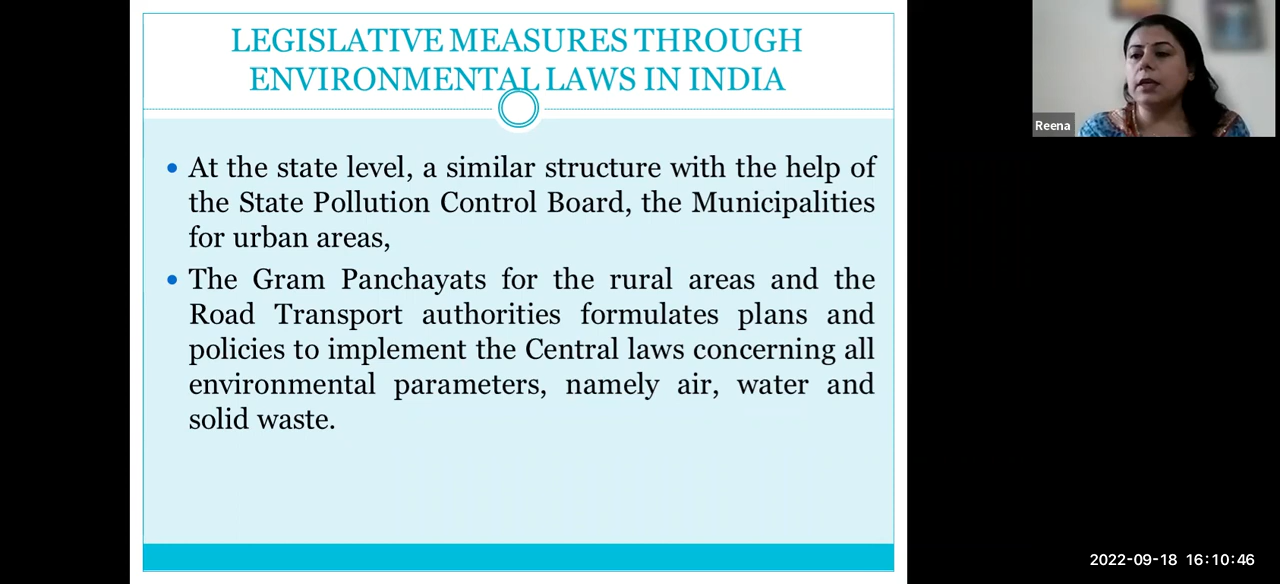 LEGISLATIVE MEASURES THROUGH
ENVIRONMENTAL LAWS IN INDIA
• At the state level, a similar structure with the help of
the State Pollution Control Board, the Municipalities
for urban areas,
• The Gram Panchayats for the rural areas and the
Road Transport authorities formulates plans and
policies to implement the Central laws concerning all
environmental parameters, namely air, water and
solid waste.
Reena
2022-09-18 16:10:46